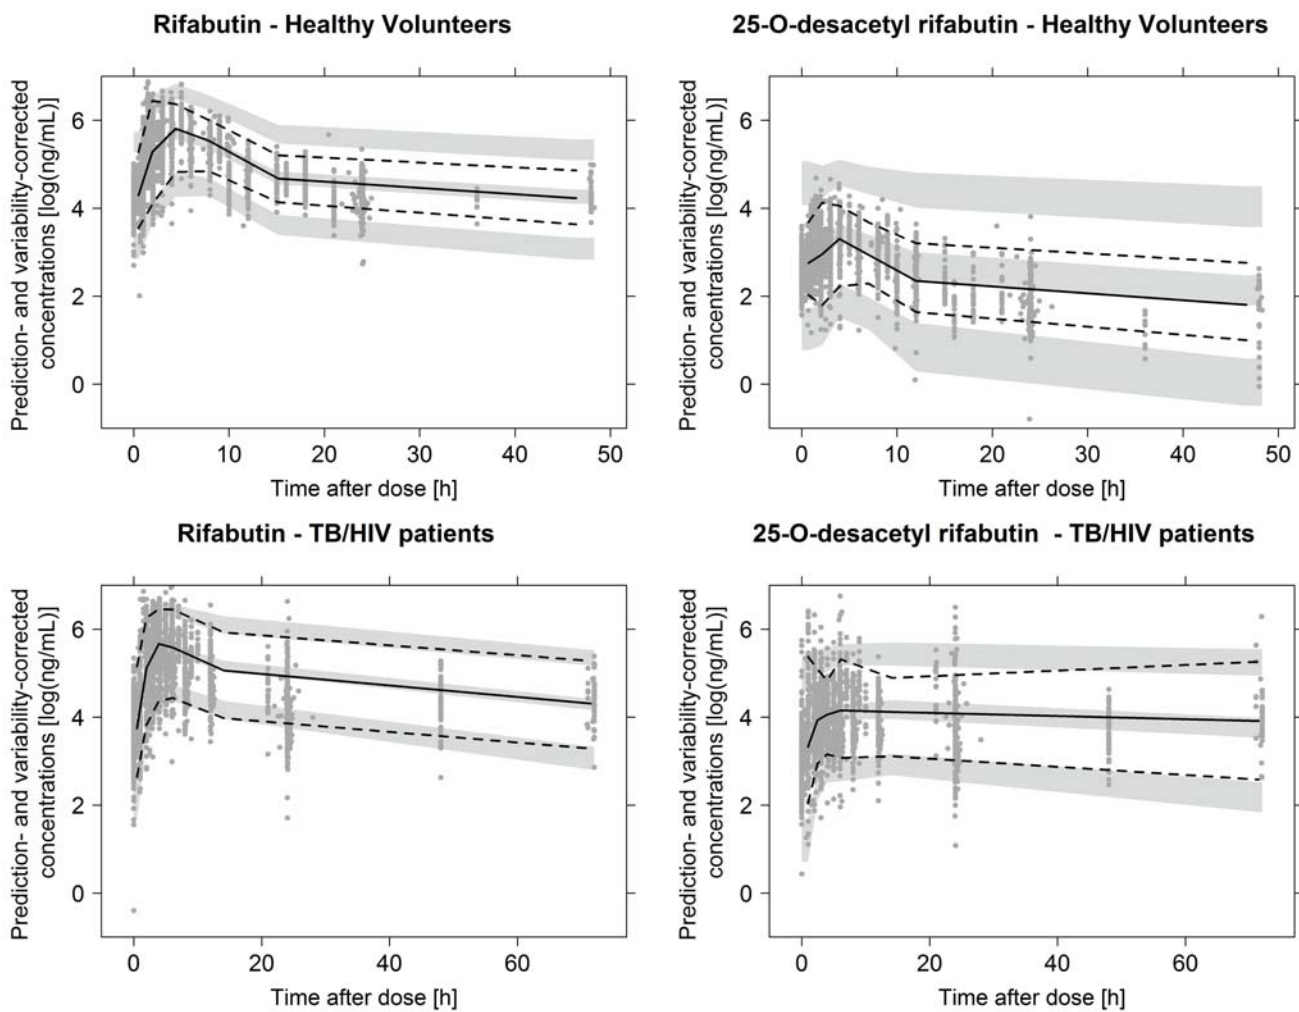 Rifabutin - Healthy Volunteers
Prediction- and variability-corrected
concentrations [log(ng/mL)]
6
4
2
0
0 10 20 30 40 50
Time after dose [h]
25-O-desacetyl rifabutin - Healthy Volunteers
Prediction- and variability-corrected
concentrations [log(ng/mL)]
6
4
2
0
0 10 20 30 40 50
Time after dose [h]
Rifabutin - TB/HIV patients
Prediction- and variability-corrected
concentrations [log(ng/mL)]
6
4
2
0
0 20 40 60
Time after dose [h]
25-O-desacetyl rifabutin - TB/HIV patients
Prediction- and variability-corrected
concentrations [log(ng/mL)]
6
4
2
0
0 20 40 60
Time after dose [h]